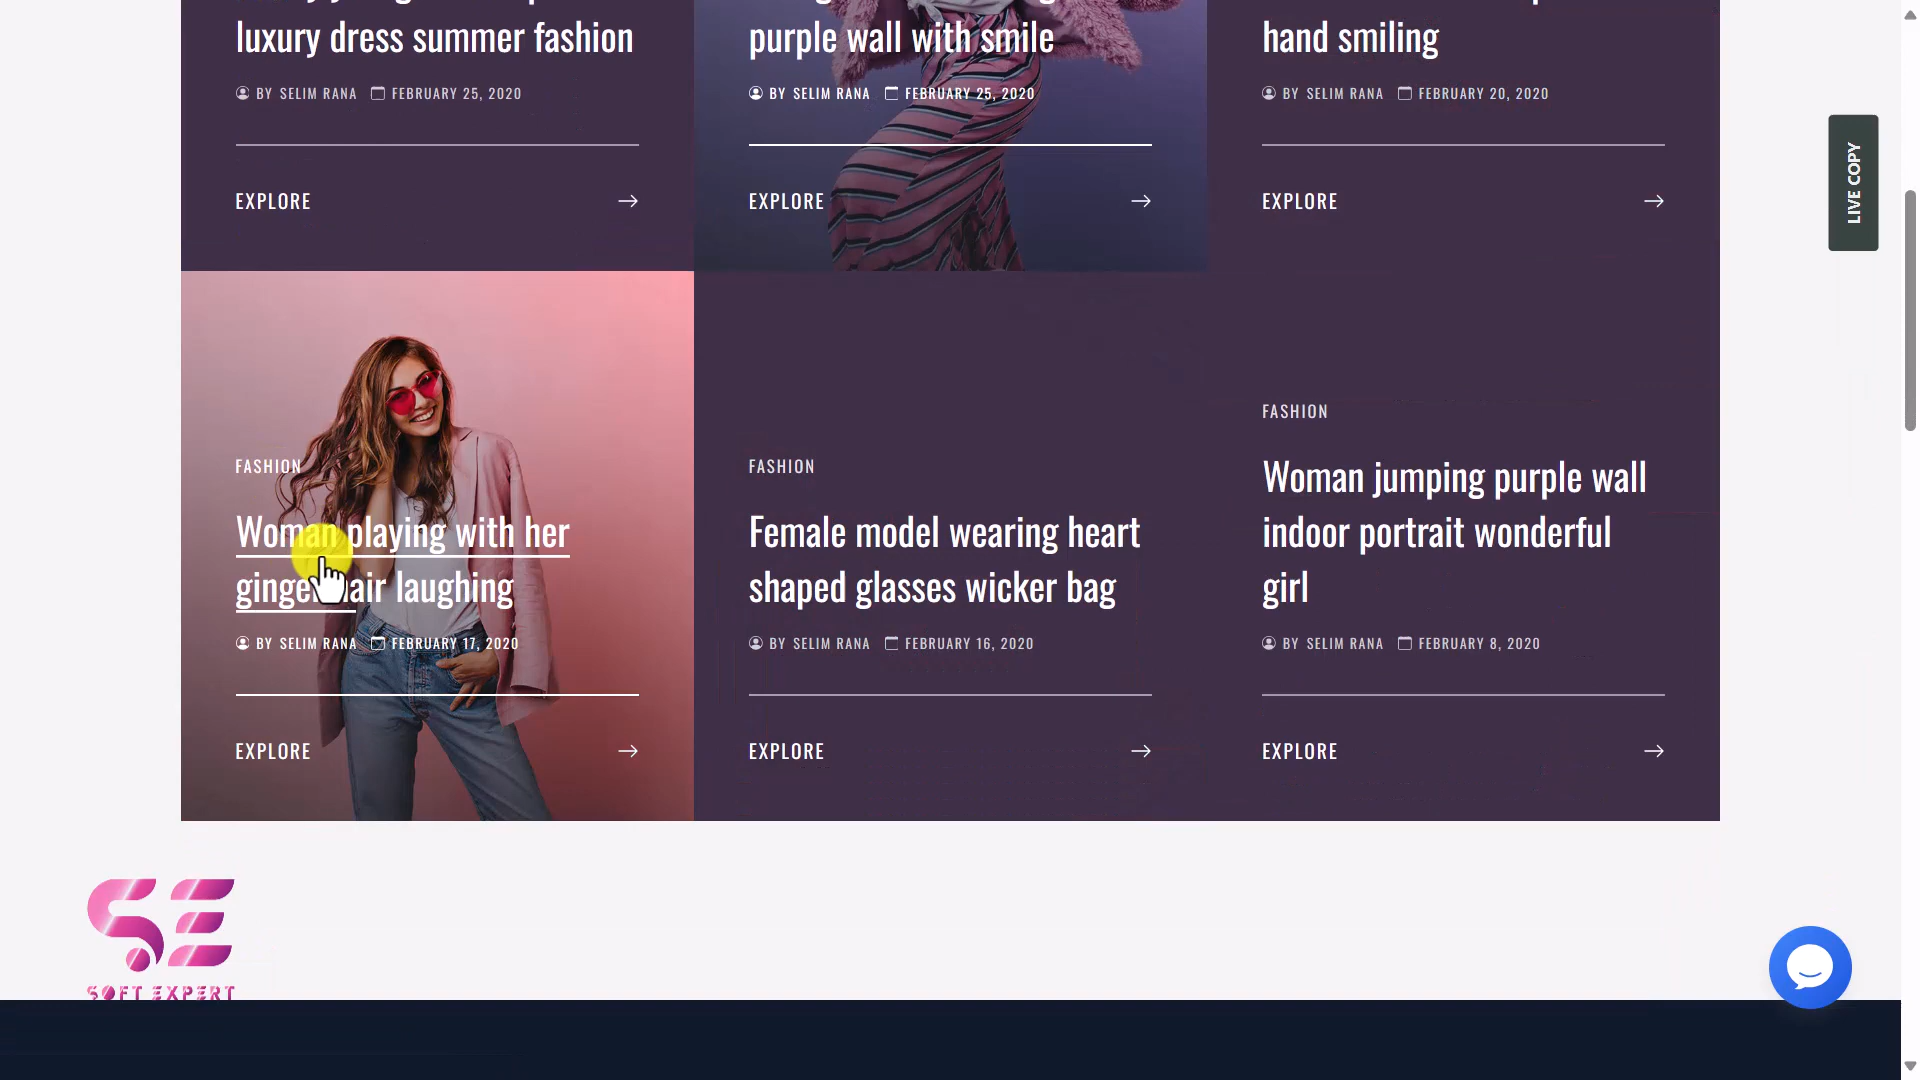 luxury dress summer fashion
purple wall with smile
hand smiling
BY SELIM RANA FEBRUARY 25, 2020
BY SELIM RANA FEBRUARY 25, 2020
BY SELIM RANA FEBRUARY 20, 2020
EXPLORE
EXPLORE
EXPLORE
LIVE COPY
FASHION
Woman playing with her
ginger hair laughing
BY SELIM RANA FEBRUARY 17, 2020
EXPLORE
FASHION
Female model wearing heart
shaped glasses wicker bag
BY SELIM RANA FEBRUARY 16, 2020
EXPLORE
FASHION
Woman jumping purple wall
indoor portrait wonderful
girl
BY SELIM RANA FEBRUARY 8, 2020
EXPLORE
SE
SOFT EXPERT